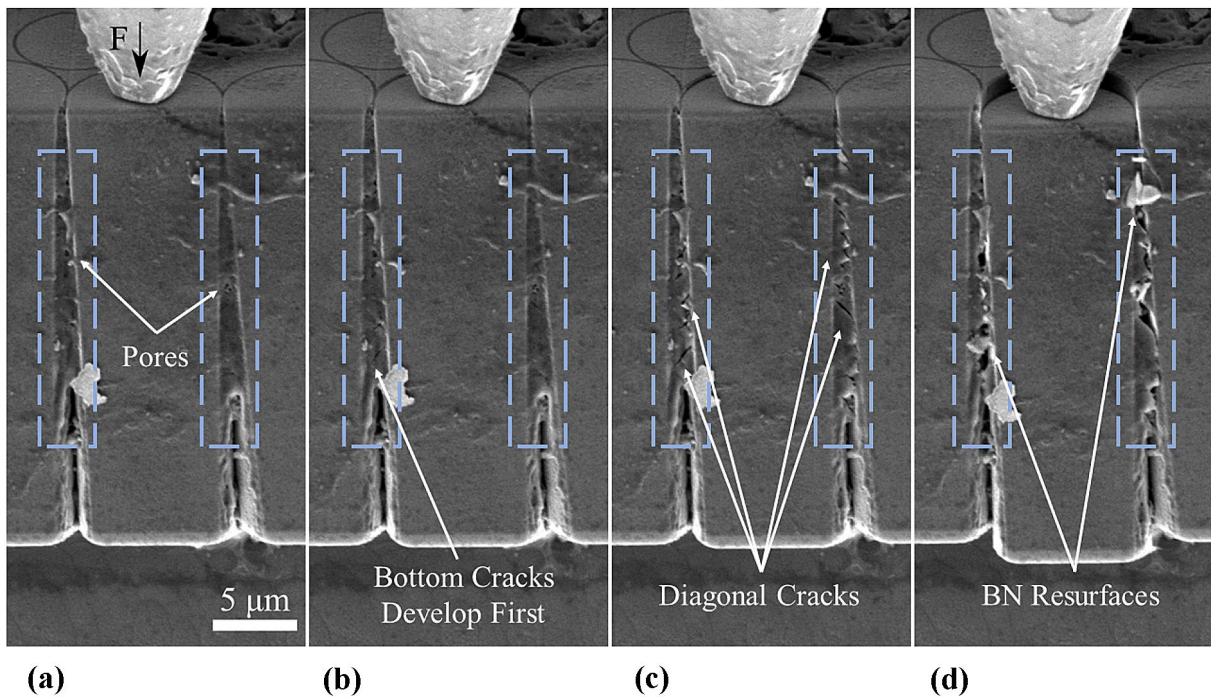 F
Pores
5 μm
Bottom Cracks
Develop First
Diagonal Cracks
BN Resurfaces
(a)
(b)
(c)
(d)